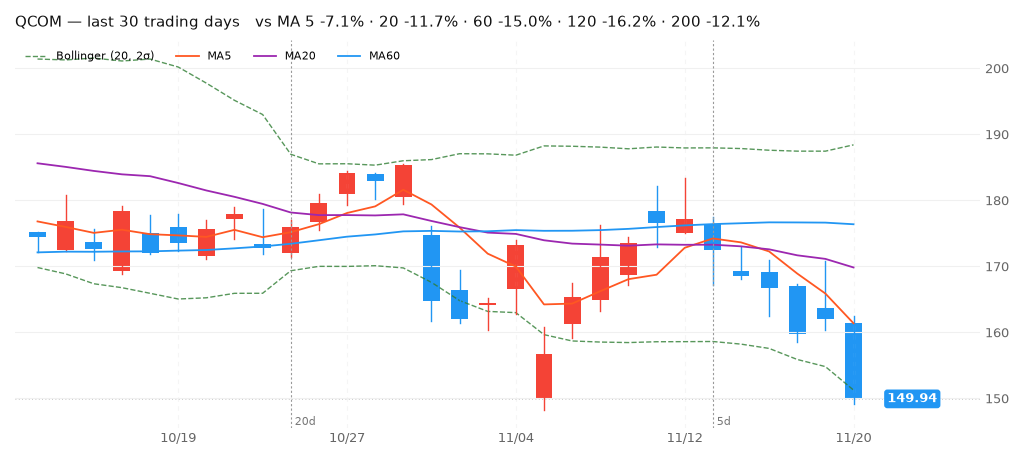 QCOM — last 30 trading days   vs MA 5 -7.1% · 20 -11.7% · 60 -15.0% · 120 -16.2% · 200 -12.1%
Bollinger (20, 2σ)   MA5   MA20   MA60
200
190
180
170
160
150
149.94
20d
5d
10/19   10/27   11/04   11/12   11/20